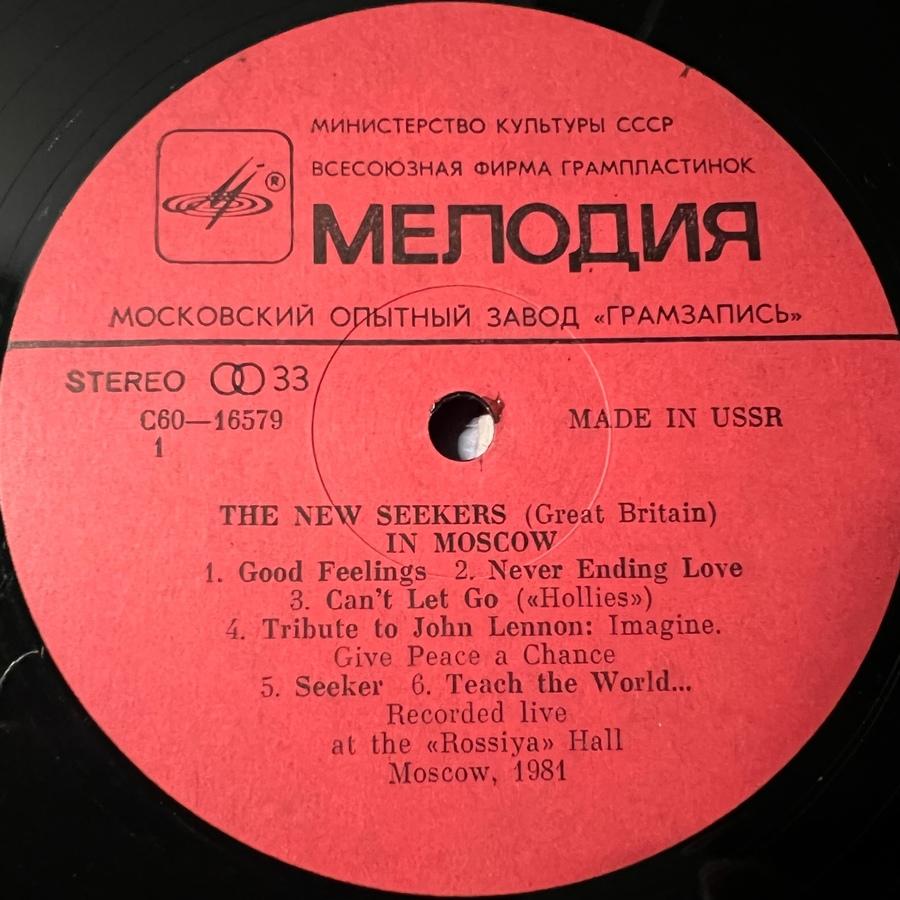 МИНИСТЕРСТВО КУЛЬТУРЫ СССР
ВСЕСОЮЗНАЯ ФИРМА ГРАМПЛАСТИНОК
®
МЕЛОДИЯ
МОСКОВСКИЙ ОПЫТНЫЙ ЗАВОД «ГРАМЗАПИСЬ»
STEREO 33
С60—16579
1
MADE IN USSR
THE NEW SEEKERS (Great Britain)
IN MOSCOW
1. Good Feelings 2. Never Ending Love
3. Can't Let Go («Hollies»)
4. Tribute to John Lennon: Imagine.
Give Peace a Chance
5. Seeker 6. Teach the World...
Recorded live
at the «Rossiya» Hall
Moscow, 1981